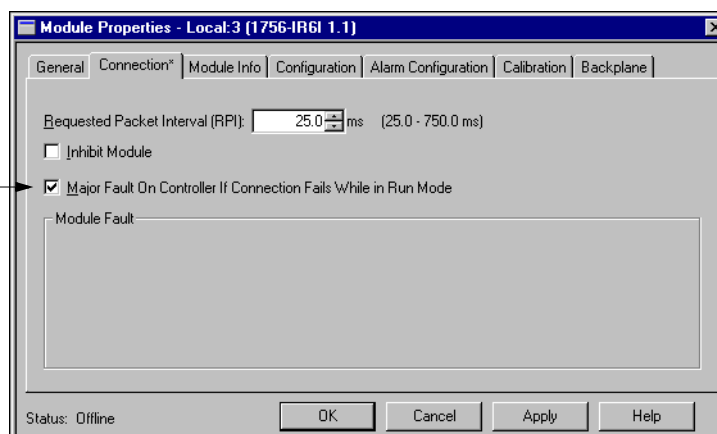 Module Properties - Local:3 (1756-IR6I 1.1)
General Connection* Module Info Configuration Alarm Configuration Calibration Backplane
Requested Packet Interval (RPI): 25.0 ms (25.0 - 750.0 ms)
Inhibit Module
Major Fault On Controller If Connection Fails While in Run Mode
Module Fault
Status: Offline OK Cancel Apply Help